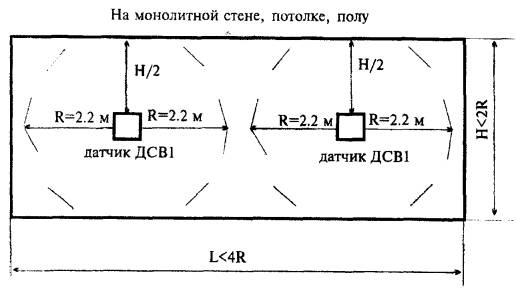 На монолитной стене, потолке, полу
H/2
H/2
R=2.2 м
R=2.2 м
R=2.2 м
R=2.2 м
датчик ДСВ1
датчик ДСВ1
H<2R
L<4R